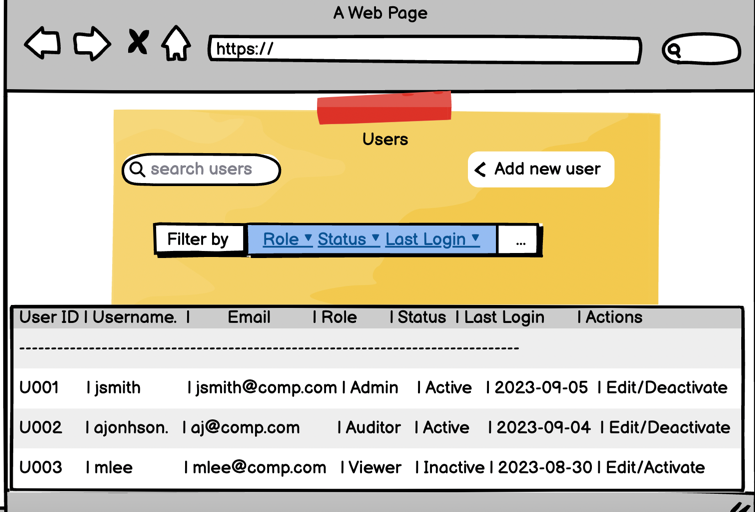 A Web Page
https://
Users
search users
< Add new user
Filter by Role ▼ Status ▼ Last Login ▼ ...
User ID | Username. | Email | Role | Status | Last Login | Actions
--------------------------------------------------------------------------------
U001 | jsmith | jsmith@comp.com | Admin | Active | 2023-09-05 | Edit/Deactivate
U002 | ajonhson. | aj@comp.com | Auditor | Active | 2023-09-04 | Edit/Deactivate
U003 | mlee | mlee@comp.com | Viewer | Inactive | 2023-08-30 | Edit/Activate